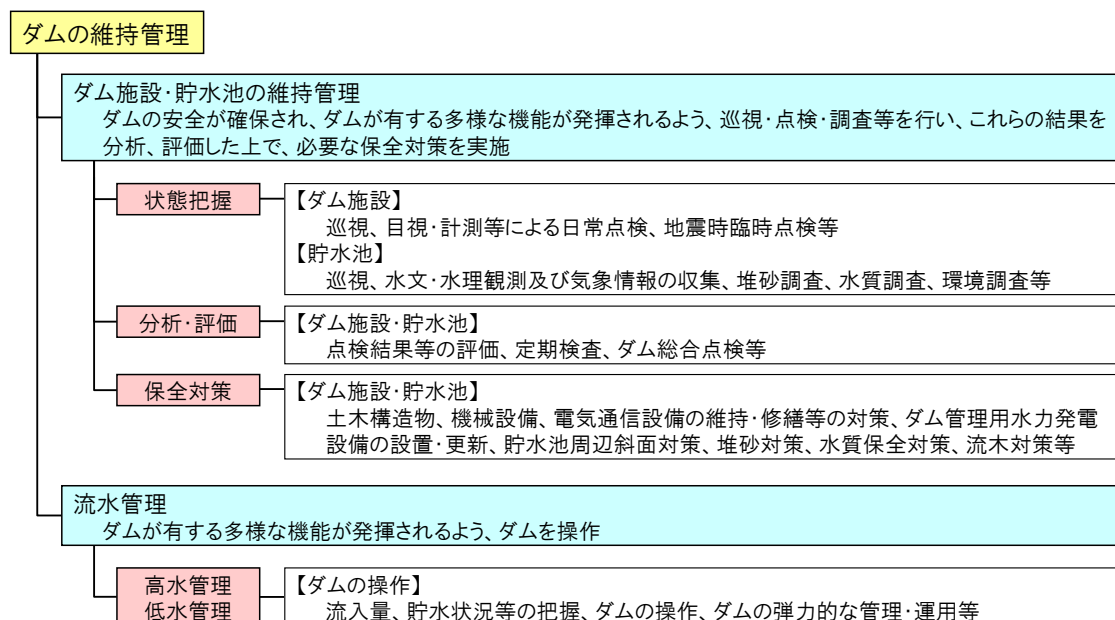 ダムの維持管理
ダム施設・貯水池の維持管理
ダムの安全が確保され、ダムが有する多様な機能が発揮されるよう、巡視・点検・調査等を行い、これらの結果を
分析、評価した上で、必要な保全対策を実施
状態把握
【ダム施設】
巡視、目視・計測等による日常点検、地震時臨時点検等
【貯水池】
巡視、水文・水理観測及び気象情報の収集、堆砂調査、水質調査、環境調査等
分析・評価
【ダム施設・貯水池】
点検結果等の評価、定期検査、ダム総合点検等
保全対策
【ダム施設・貯水池】
土木構造物、機械設備、電気通信設備の維持・修繕等の対策、ダム管理用水力発電
設備の設置・更新、貯水池周辺斜面対策、堆砂対策、水質保全対策、流木対策等
流水管理
ダムが有する多様な機能が発揮されるよう、ダムを操作
高水管理
低水管理
【ダムの操作】
流入量、貯水状況等の把握、ダムの操作、ダムの弾力的な管理・運用等